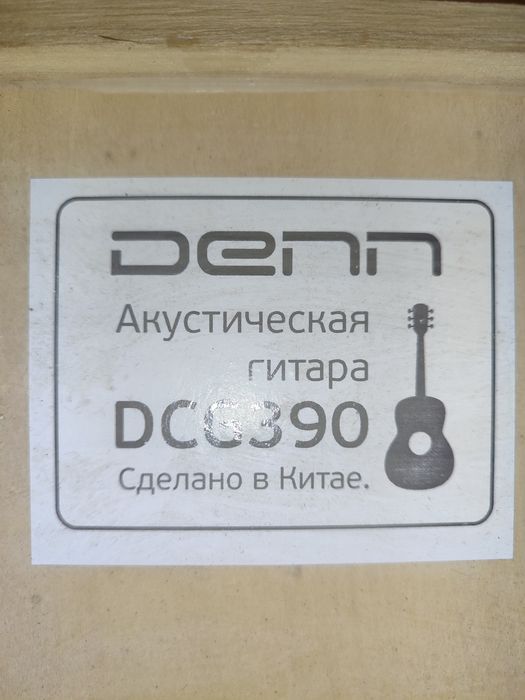 DENN
Акустическая
гитара
DCG390
Сделано в Китае.